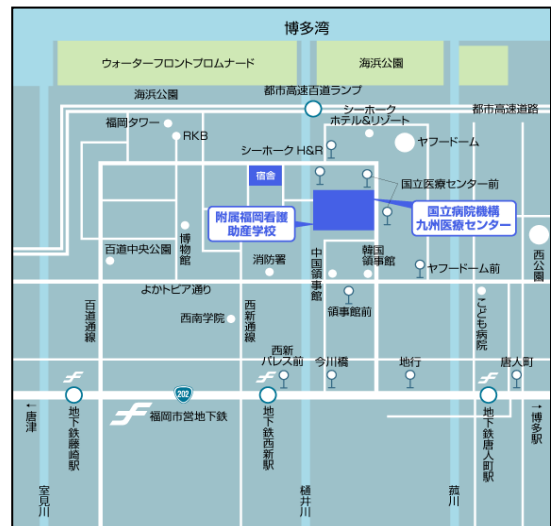 博多湾
ウォーターフロントプロムナード
海浜公園
海浜公園
都市高速百道ランプ
都市高速道路
福岡タワー
RKB
シーホーク
ホテル&リゾート
ヤフードーム
シーホークH&R
宿舎
国立医療センター前
附属福岡看護
助産学校
国立病院機構
九州医療センター
百道中央公園
博物館
消防署
中国
領事館
韓国
領事館
ヤフードーム前
西公園
よかトピア通り
領事館前
こども病院
百道通線
西南学院
西新通線
西新
パレス前
今川橋
地行
唐人町
←唐津
地下鉄藤崎駅
202
福岡市営地下鉄
地下鉄西新駅
地下鉄唐人町駅
→博多駅
室見川
樋井川
菰川